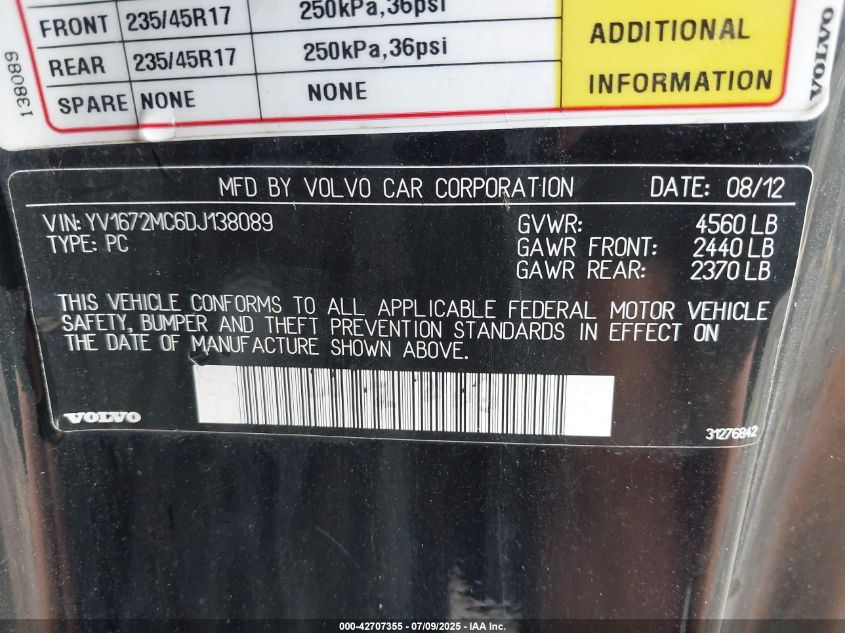 FRONT 235/45R17 250kPa,36psi
REAR 235/45R17 250kPa,36psi
SPARE NONE NONE
ADDITIONAL
INFORMATION
VOLVO
138089
MFD BY VOLVO CAR CORPORATION DATE: 08/12
VIN: YV1672MC6DJ138089
TYPE: PC
GVWR: 4560 LB
GAWR FRONT: 2440 LB
GAWR REAR: 2370 LB
THIS VEHICLE CONFORMS TO ALL APPLICABLE FEDERAL MOTOR VEHICLE
SAFETY, BUMPER AND THEFT PREVENTION STANDARDS IN EFFECT ON
THE DATE OF MANUFACTURE SHOWN ABOVE.
VOLVO
31276842
000-42707355 - 07/09/2025 - IAA Inc.